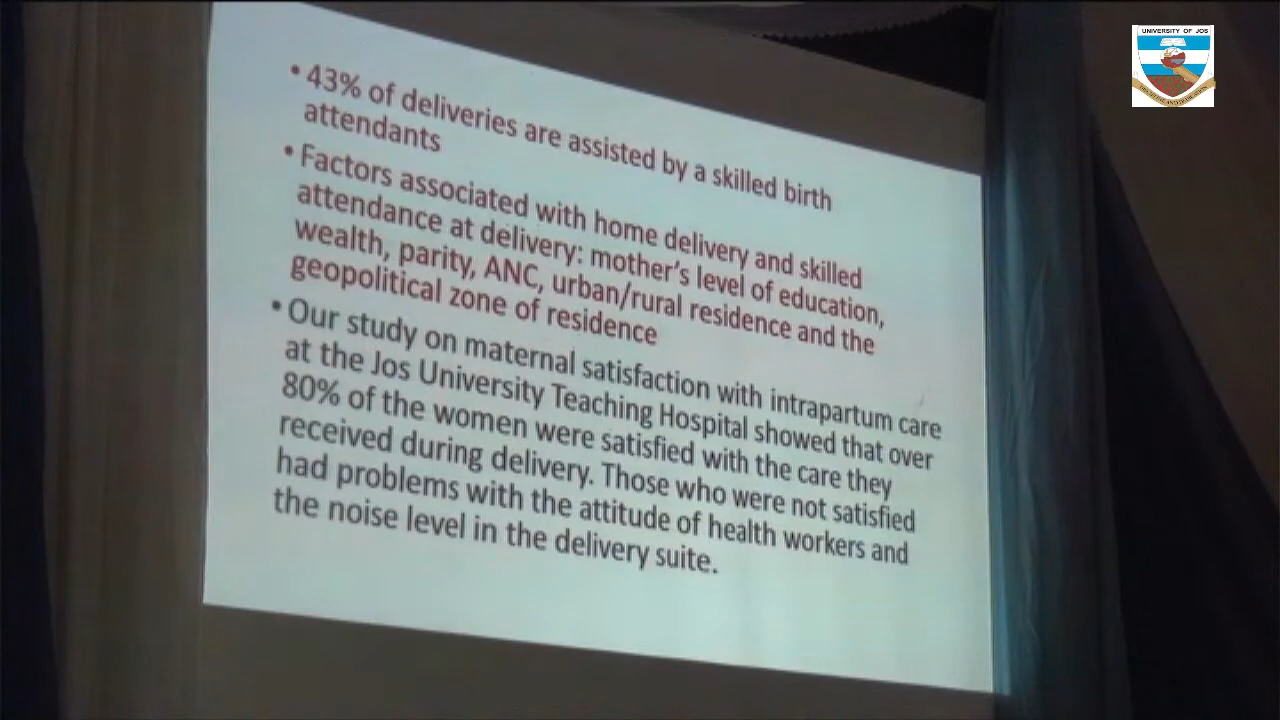 UNIVERSITY OF JOS
• 43% of deliveries are assisted by a skilled birth
attendants
• Factors associated with home delivery and skilled
attendance at delivery: mother's level of education,
wealth, parity, ANC, urban/rural residence and the
geopolitical zone of residence
• Our study on maternal satisfaction with intrapartum care
at the Jos University Teaching Hospital showed that over
80% of the women were satisfied with the care they
received during delivery. Those who were not satisfied
had problems with the attitude of health workers and
the noise level in the delivery suite.